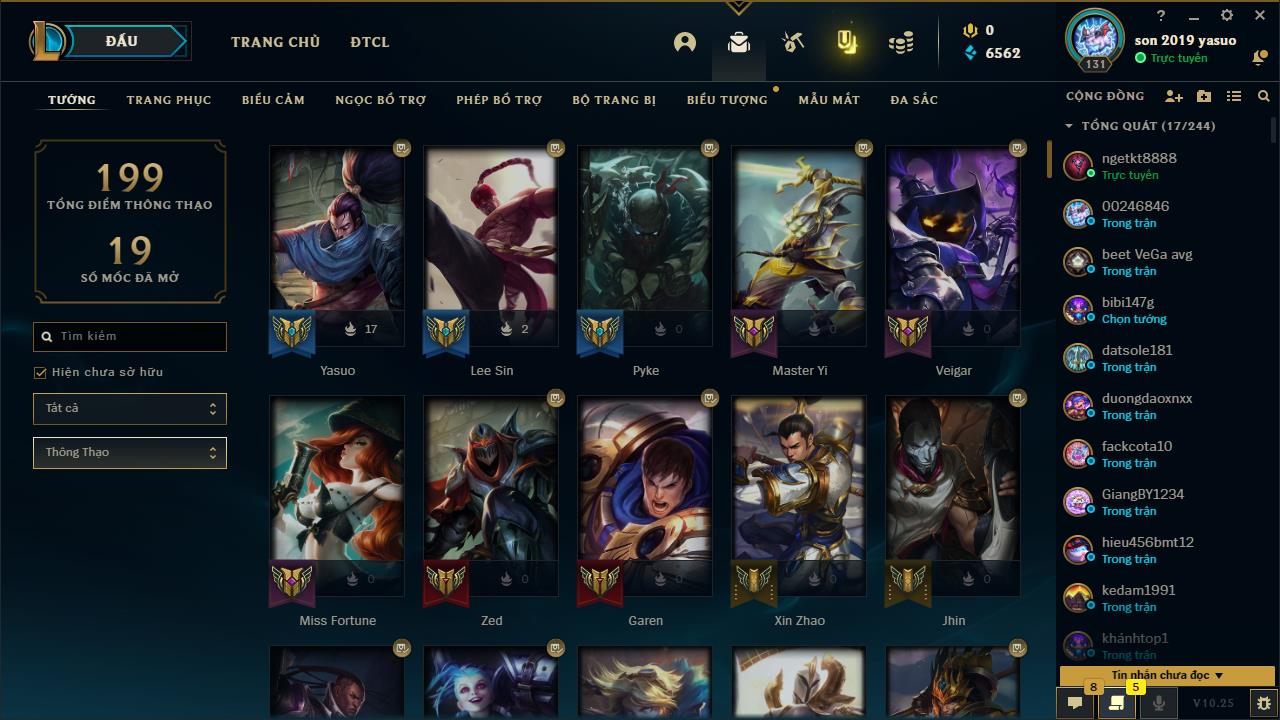 ĐẤU
TRANG CHỦ
ĐTCL
0
6562
?
son 2019 yasuo
Trực tuyến
131
TƯỚNG
TRANG PHỤC
BIỂU CẢM
NGỌC BỔ TRỢ
PHÉP BỔ TRỢ
BỘ TRANG BỊ
BIỂU TƯỢNG
MẪU MẮT
ĐA SẮC
199
TỔNG ĐIỂM THÔNG THẠO
19
SỐ MỐC ĐÃ MỞ
Tìm kiếm
Hiện chưa sở hữu
Tất cả
Thông Thạo
17
2
0
0
0
Yasuo
Lee Sin
Pyke
Master Yi
Veigar
0
0
0
0
0
Miss Fortune
Zed
Garen
Xin Zhao
Jhin
CỘNG ĐỒNG
TỔNG QUÁT (17/244)
ngetkt8888
Trực tuyến
00246846
Trong trận
beet VeGa avg
Trong trận
bibi147g
Chọn tướng
datsole181
Trong trận
duongdaoxnxx
Trong trận
fackcota10
Trong trận
GiangBY1234
Trong trận
hieu456bmt12
Trong trận
kedam1991
Trong trận
khánhtop1
Trong trận
Tin nhắn chưa đọc
8
5
V10.25